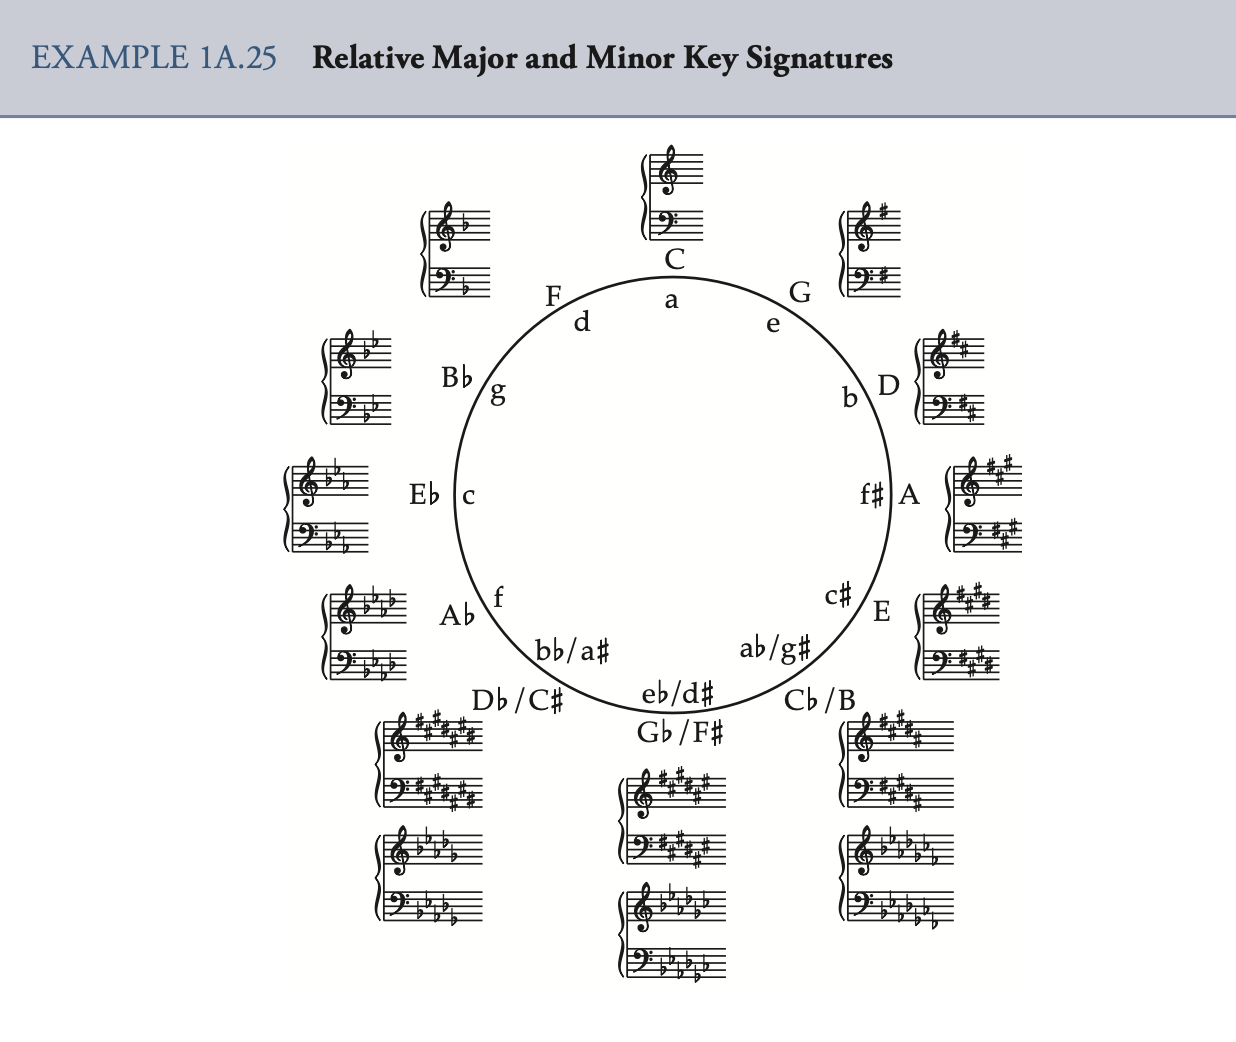 EXAMPLE 1A.25 Relative Major and Minor Key Signatures
C
a
F
d
G
e
B♭
g
D
b
E♭
c
A
f♯
A♭
f
E
c♯
b♭/a♯
a♭/g♯
D♭/C♯
e♭/d♯
C♭/B
G♭/F♯